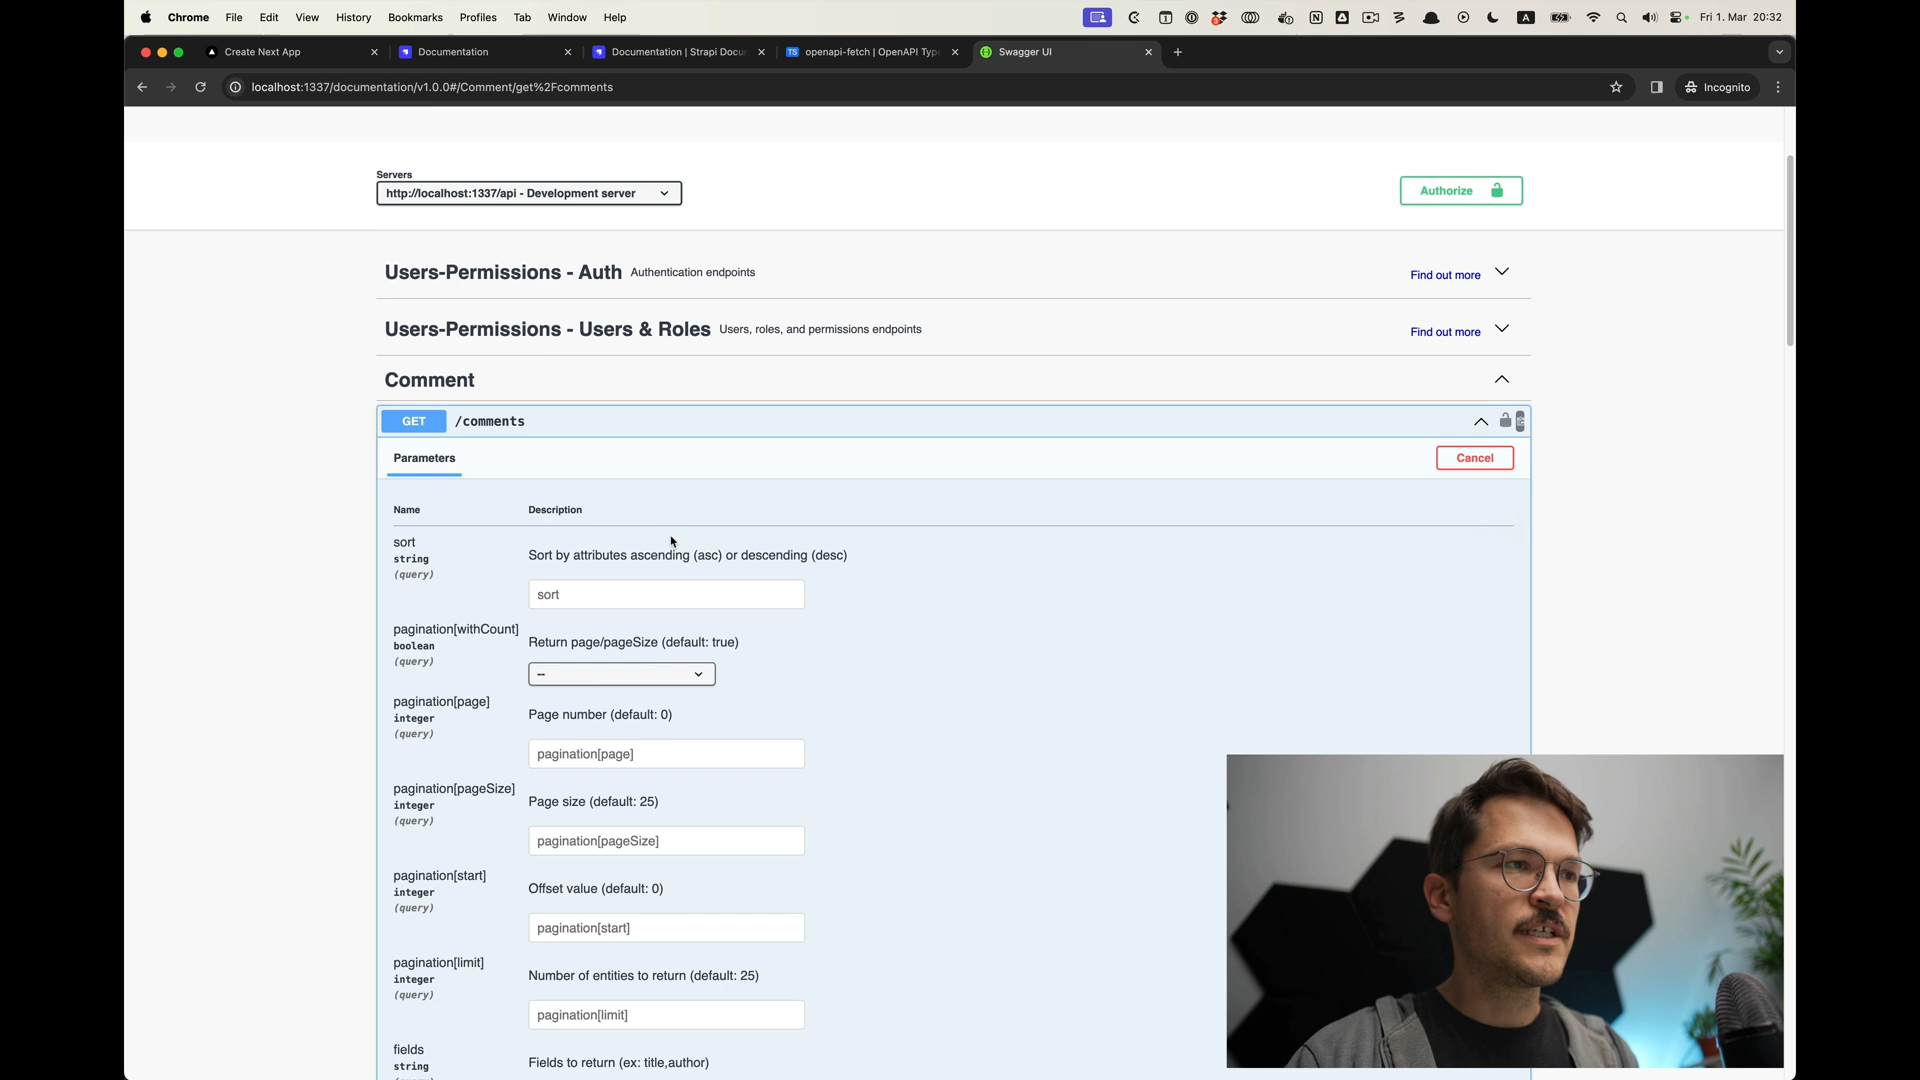 Chrome File Edit View History Bookmarks Profiles Tab Window Help
Fri 1. Mar 20:32
Create Next App
Documentation
Documentation | Strapi Docu
openapi-fetch | OpenAPI Type
Swagger UI
localhost:1337/documentation/v1.0.0#/Comment/get%2Fcomments
Incognito
Servers
http://localhost:1337/api - Development server
Authorize
Users-Permissions - Auth Authentication endpoints
Find out more
Users-Permissions - Users & Roles Users, roles, and permissions endpoints
Find out more
Comment
GET /comments
Parameters
Cancel
Name Description
sort
string
(query)
Sort by attributes ascending (asc) or descending (desc)
sort
pagination[withCount]
boolean
(query)
Return page/pageSize (default: true)
--
pagination[page]
integer
(query)
Page number (default: 0)
pagination[page]
pagination[pageSize]
integer
(query)
Page size (default: 25)
pagination[pageSize]
pagination[start]
integer
(query)
Offset value (default: 0)
pagination[start]
pagination[limit]
integer
(query)
Number of entities to return (default: 25)
pagination[limit]
fields
string
Fields to return (ex: title,author)